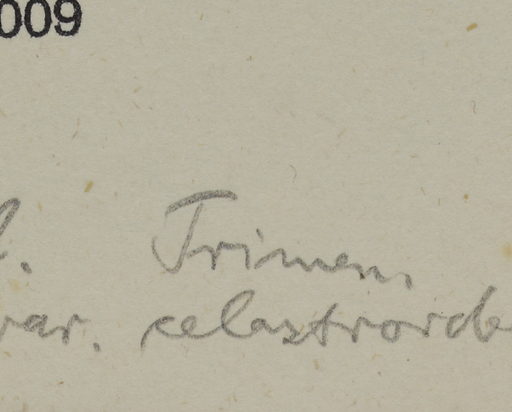 009
l. Trimen,
var. celastroide